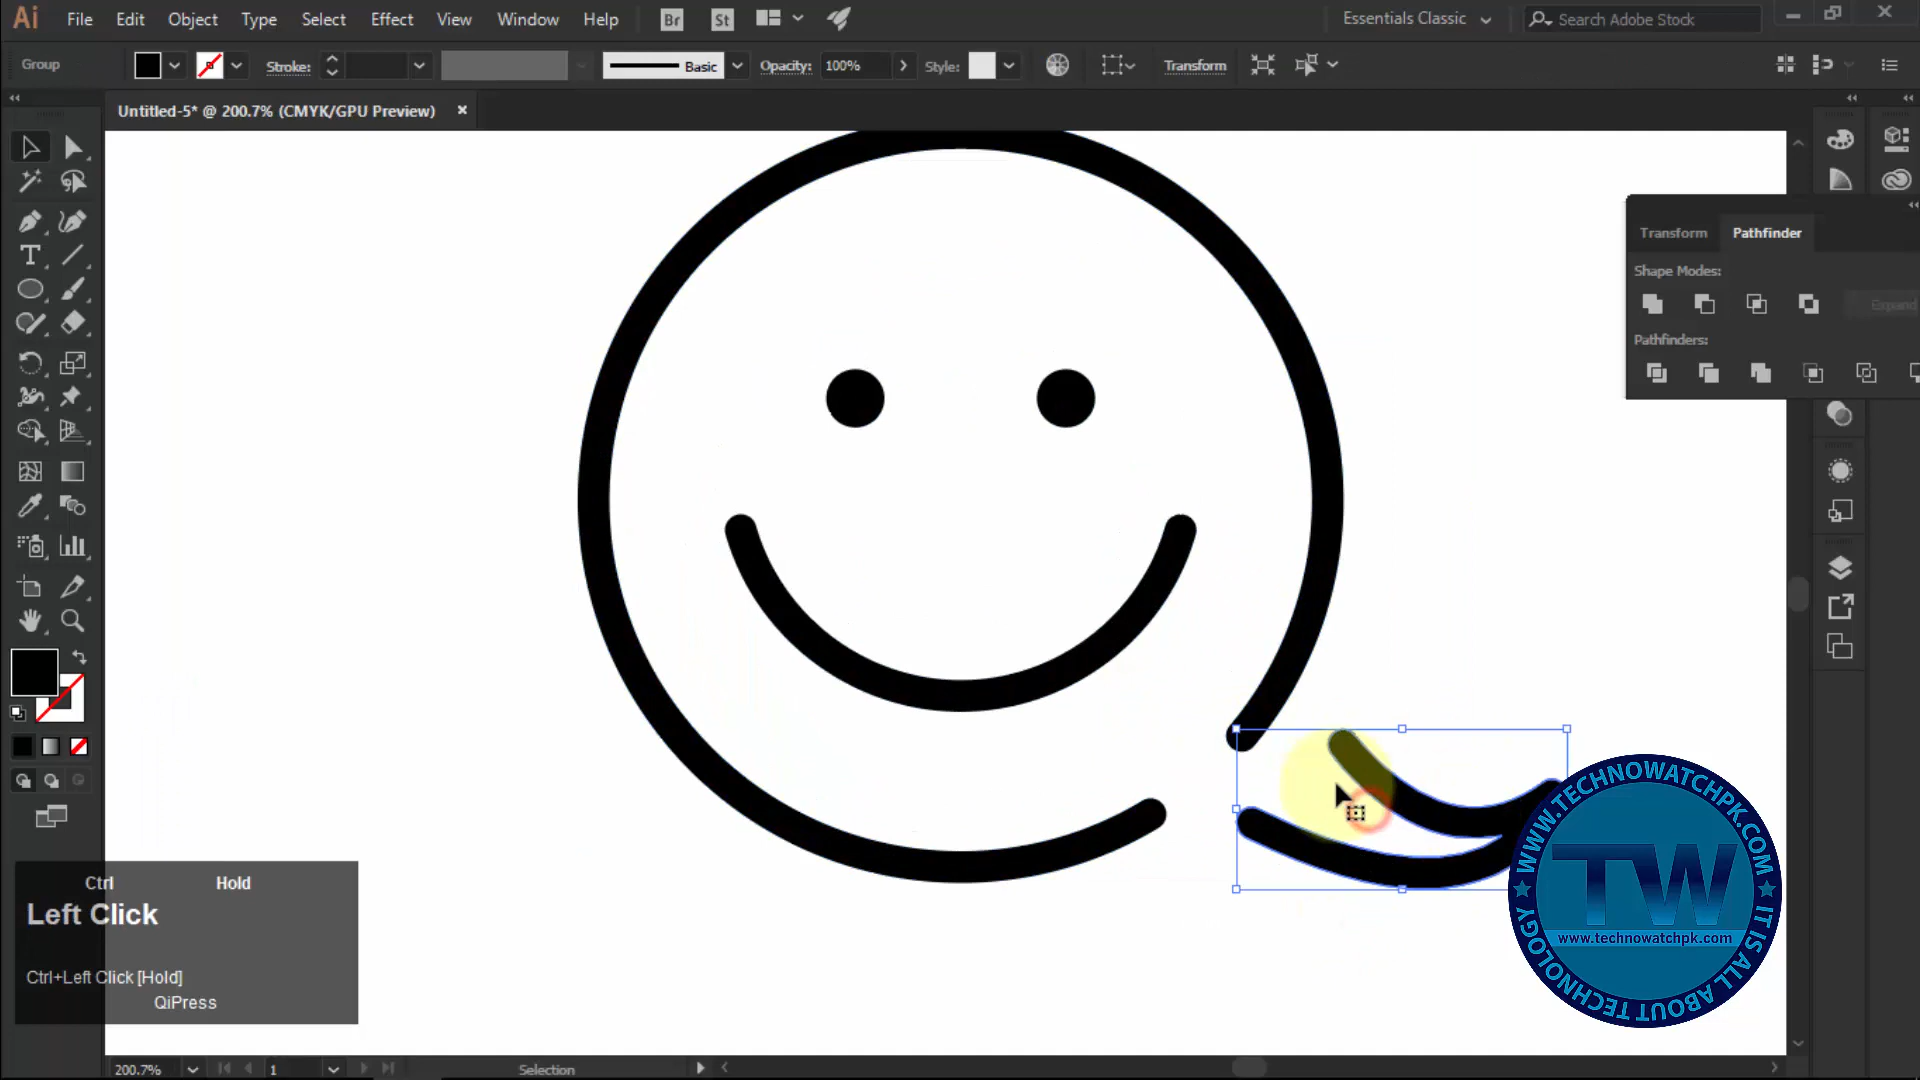 Ai File Edit Object Type Select Effect View Window Help Br St Essentials Classic Search Adobe Stock
Group Stroke: Basic Opacity: 100% Style: Transform
Untitled-5* @ 200.7% (CMYK/GPU Preview)
Transform Pathfinder
Shape Modes:
Expand
Pathfinders:
Ctrl Hold
Left Click
Ctrl+Left Click [Hold]
QiPress
WWW.TECHNOWATCHPK.COM
TW
www.technowatchpk.com
IT IS ALL ABOUT TECHNOLOGY
200.7% 1 Selection